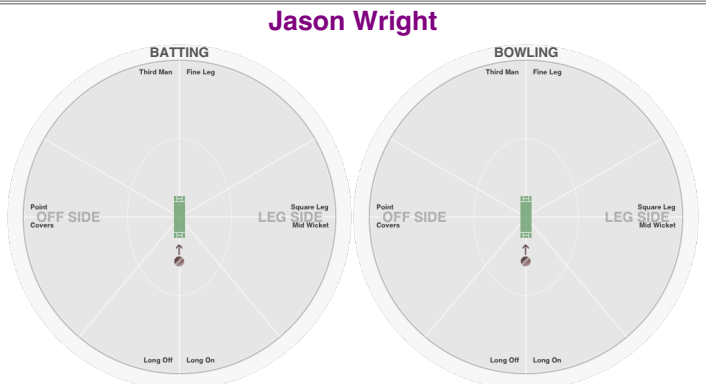 Jason Wright
BATTING
Third Man Fine Leg
Point
OFF SIDE
Covers
Square Leg
LEG SIDE
Mid Wicket
Long Off Long On
BOWLING
Third Man Fine Leg
Point
OFF SIDE
Covers
Square Leg
LEG SIDE
Mid Wicket
Long Off Long On